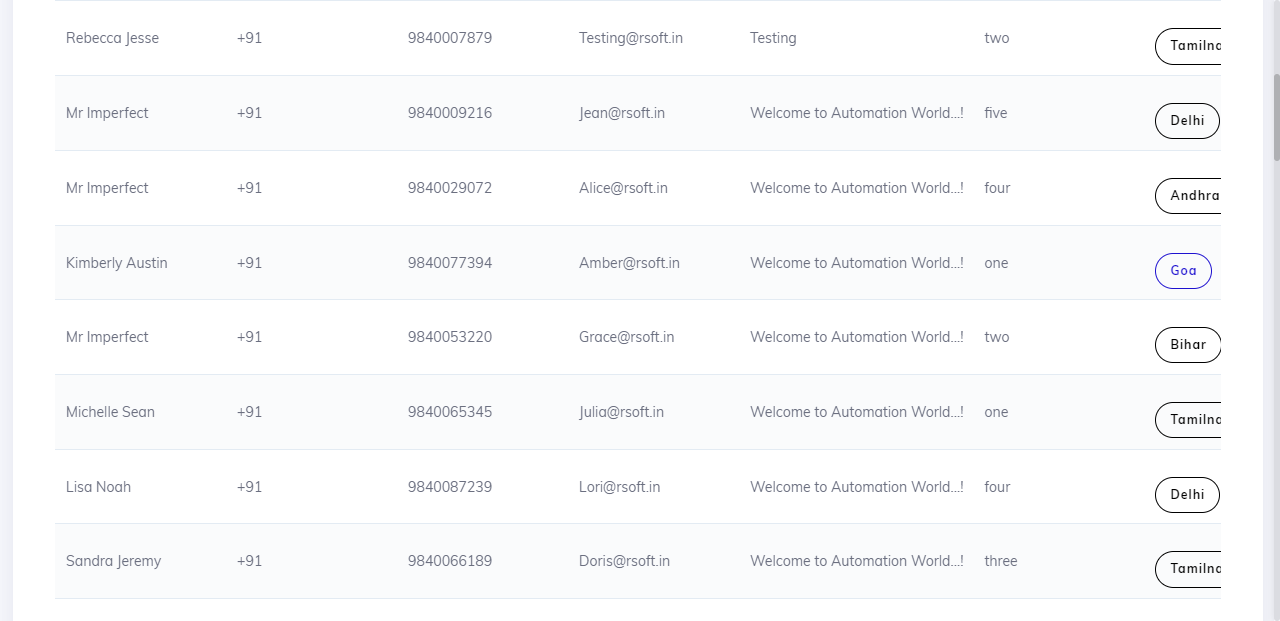 Rebecca Jesse +91 9840007879 Testing@rsoft.in Testing two
Mr Imperfect +91 9840009216 Jean@rsoft.in Welcome to Automation World...! five Delhi
Mr Imperfect +91 9840029072 Alice@rsoft.in Welcome to Automation World...! four Andhra
Kimberly Austin +91 9840077394 Amber@rsoft.in Welcome to Automation World...! one Goa
Mr Imperfect +91 9840053220 Grace@rsoft.in Welcome to Automation World...! two Bihar
Michelle Sean +91 9840065345 Julia@rsoft.in Welcome to Automation World...! one
Lisa Noah +91 9840087239 Lori@rsoft.in Welcome to Automation World...! four Delhi
Sandra Jeremy +91 9840066189 Doris@rsoft.in Welcome to Automation World...! three